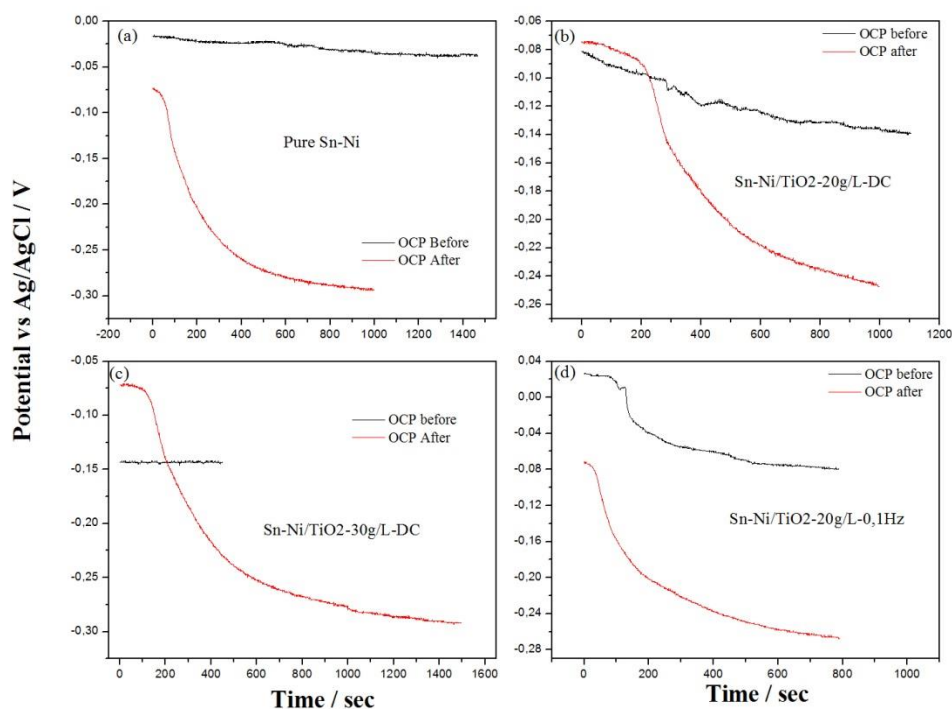 Potential vs Ag/AgCl / V
(a)
0,00
-0,05
-0,10
-0,15
-0,20
-0,25
-0,30
Pure Sn-Ni
OCP Before
OCP After
-200 0 200 400 600 800 1000 1200 1400 1600
(b)
-0,06
-0,08
-0,10
-0,12
-0,14
-0,16
-0,18
-0,20
-0,22
-0,24
-0,26
OCP before
OCP after
Sn-Ni/TiO2-20g/L-DC
0 200 400 600 800 1000 1200
(c)
-0,05
-0,10
-0,15
-0,20
-0,25
-0,30
OCP before
OCP After
Sn-Ni/TiO2-30g/L-DC
0 200 400 600 800 1000 1200 1400 1600
Time / sec
(d)
0,04
0,00
-0,04
-0,08
-0,12
-0,16
-0,20
-0,24
-0,28
OCP before
OCP after
Sn-Ni/TiO2-20g/L-0,1Hz
0 200 400 600 800 1000
Time / sec